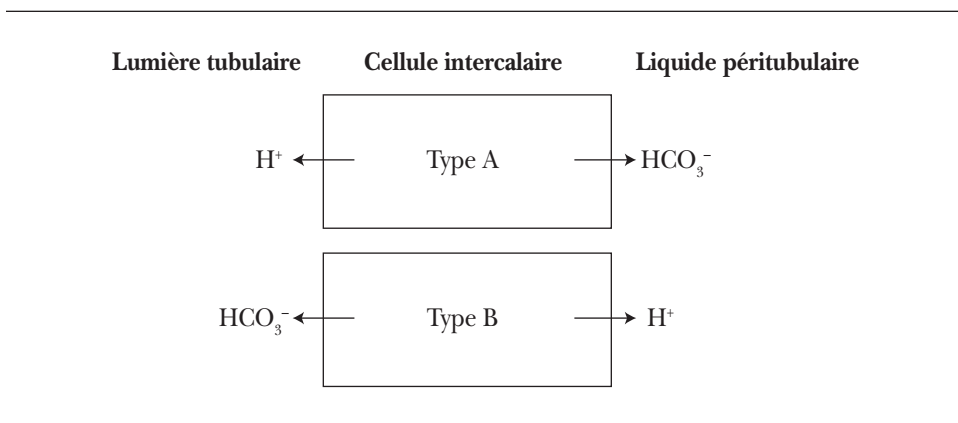 Lumière tubulaire Cellule intercalaire Liquide péritubulaire
H⁺ Type A HCO₃⁻
HCO₃⁻ Type B H⁺